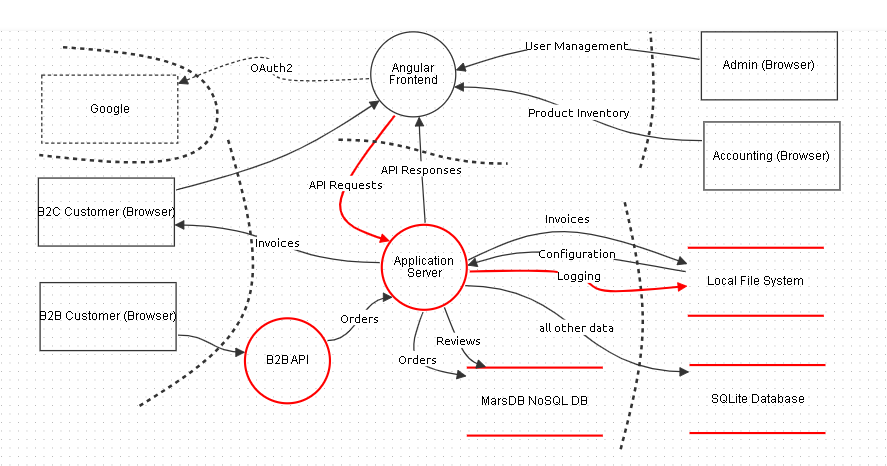 User Management
OAuth2
Angular
Frontend
Admin (Browser)
Google
Product Inventory
Accounting (Browser)
API Responses
API Requests
B2C Customer (Browser)
Invoices
Invoices
Configuration
Application
Server
Logging
Local File System
B2B Customer (Browser)
Orders
all other data
Reviews
B2B API
Orders
MarsDB NoSQL DB
SQLite Database